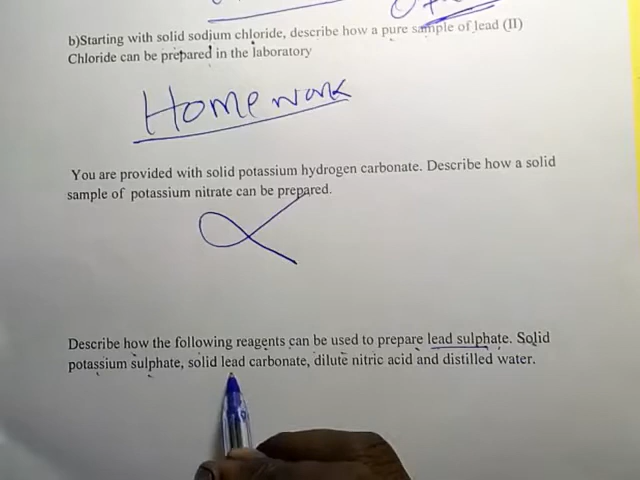 b)Starting with solid sodium chloride, describe how a pure sample of lead (II)
Chloride can be prepared in the laboratory
Homework
You are provided with solid potassium hydrogen carbonate. Describe how a solid
sample of potassium nitrate can be prepared.
Describe how the following reagents can be used to prepare lead sulphate. Solid
potassium sulphate, solid lead carbonate, dilute nitric acid and distilled water.